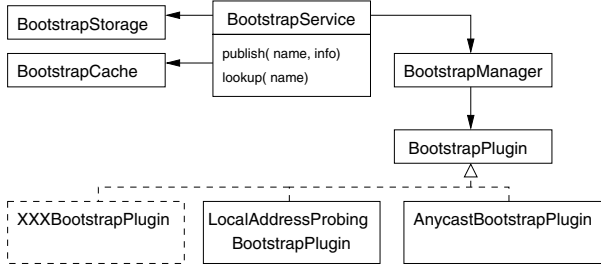 BootstrapStorage
BootstrapService
BootstrapCache
publish( name, info)
lookup( name)
BootstrapManager
BootstrapPlugin
XXXBootstrapPlugin
LocalAddressProbing
BootstrapPlugin
AnycastBootstrapPlugin